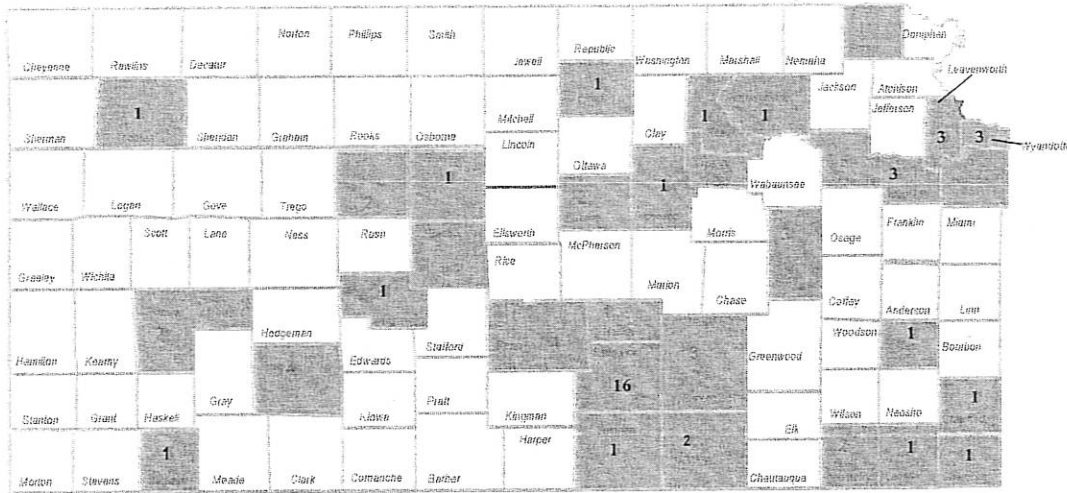 Norton Phillips Smith
Doniphan
Cheyenne Rawlins Decatur Jewell Republic Washington Marshall Nemaha
Leavenworth
Jackson Atchison
1 1 1 1 Jefferson
Mitchell
Sherman Sheridan Graham Rooks Osborne Clay 3 3 Wyandotte
Lincoln
Ottawa
1 1 Wabaunsee 3
Wallace Logan Gove Trego
Scott Lane Ness Rush Ellsworth Morris Osage Franklin Miami
McPherson
Greeley Wichita Rice
1 Marion Chase Coffey Anderson Linn
Hodgeman Woodson 1 Bourbon
Hamilton Kearny Edwards Stafford Greenwood
16 1
Gray Kiowa Pratt Kingman Wilson Neosho
Stanton Grant Haskell Elk
Harper
1 1 2 1 1
Morton Stevens Meade Clark Comanche Barber Chautauqua